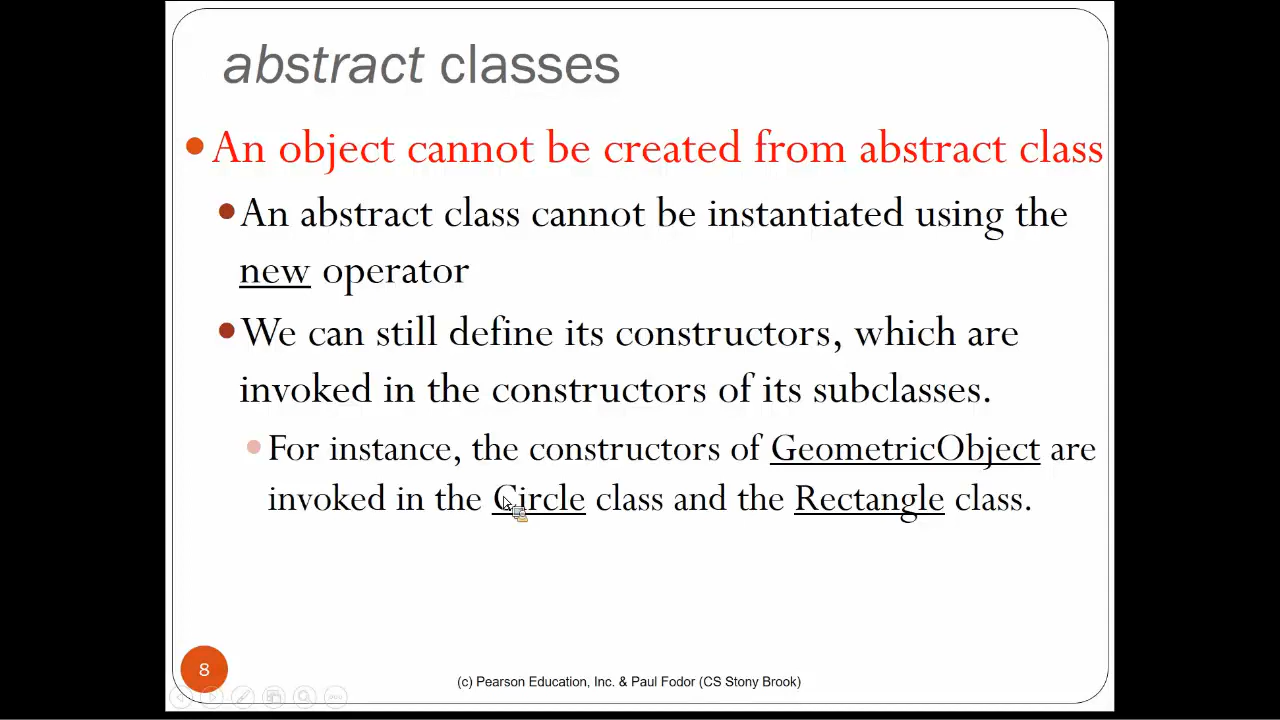 abstract classes
An object cannot be created from abstract class
An abstract class cannot be instantiated using the
new operator
We can still define its constructors, which are
invoked in the constructors of its subclasses.
For instance, the constructors of GeometricObject are
invoked in the Circle class and the Rectangle class.
8
(c) Pearson Education, Inc. & Paul Fodor (CS Stony Brook)